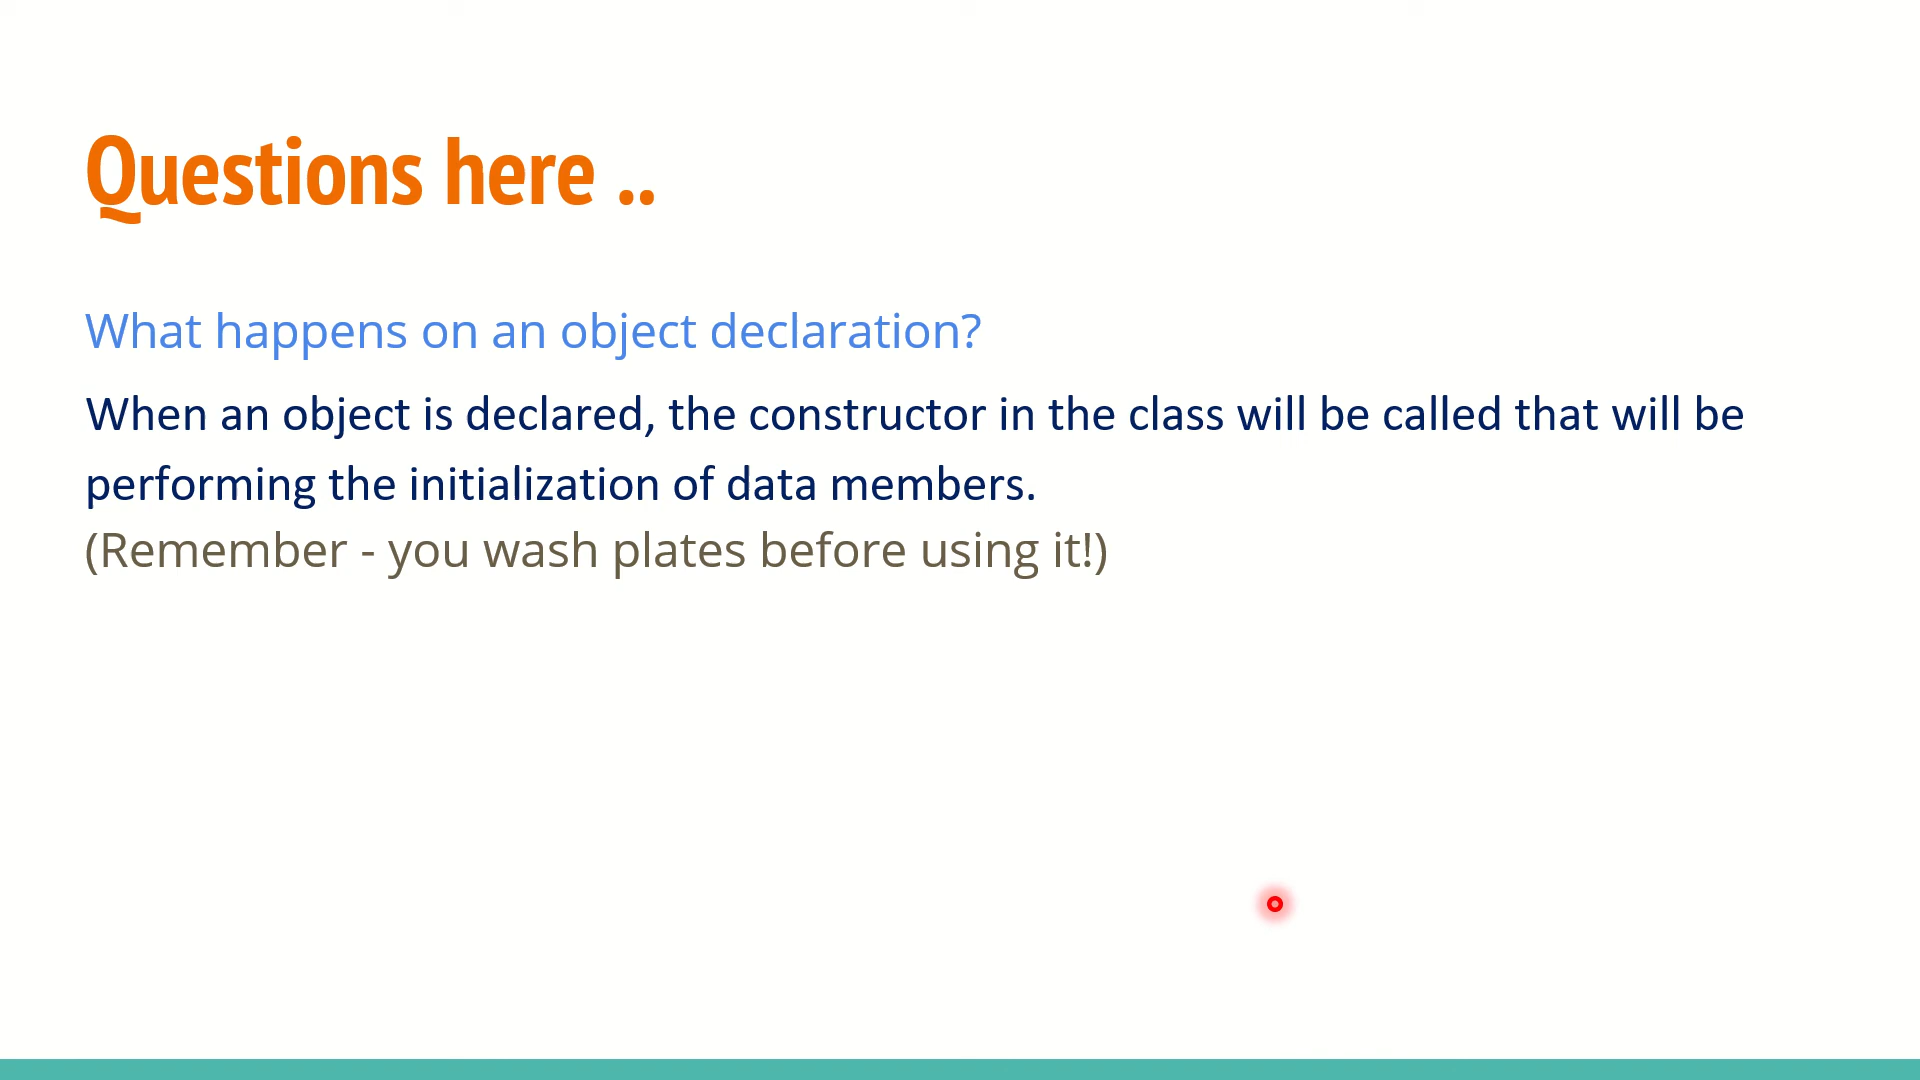 Questions here ..
What happens on an object declaration?
When an object is declared, the constructor in the class will be called that will be
performing the initialization of data members.
(Remember - you wash plates before using it!)